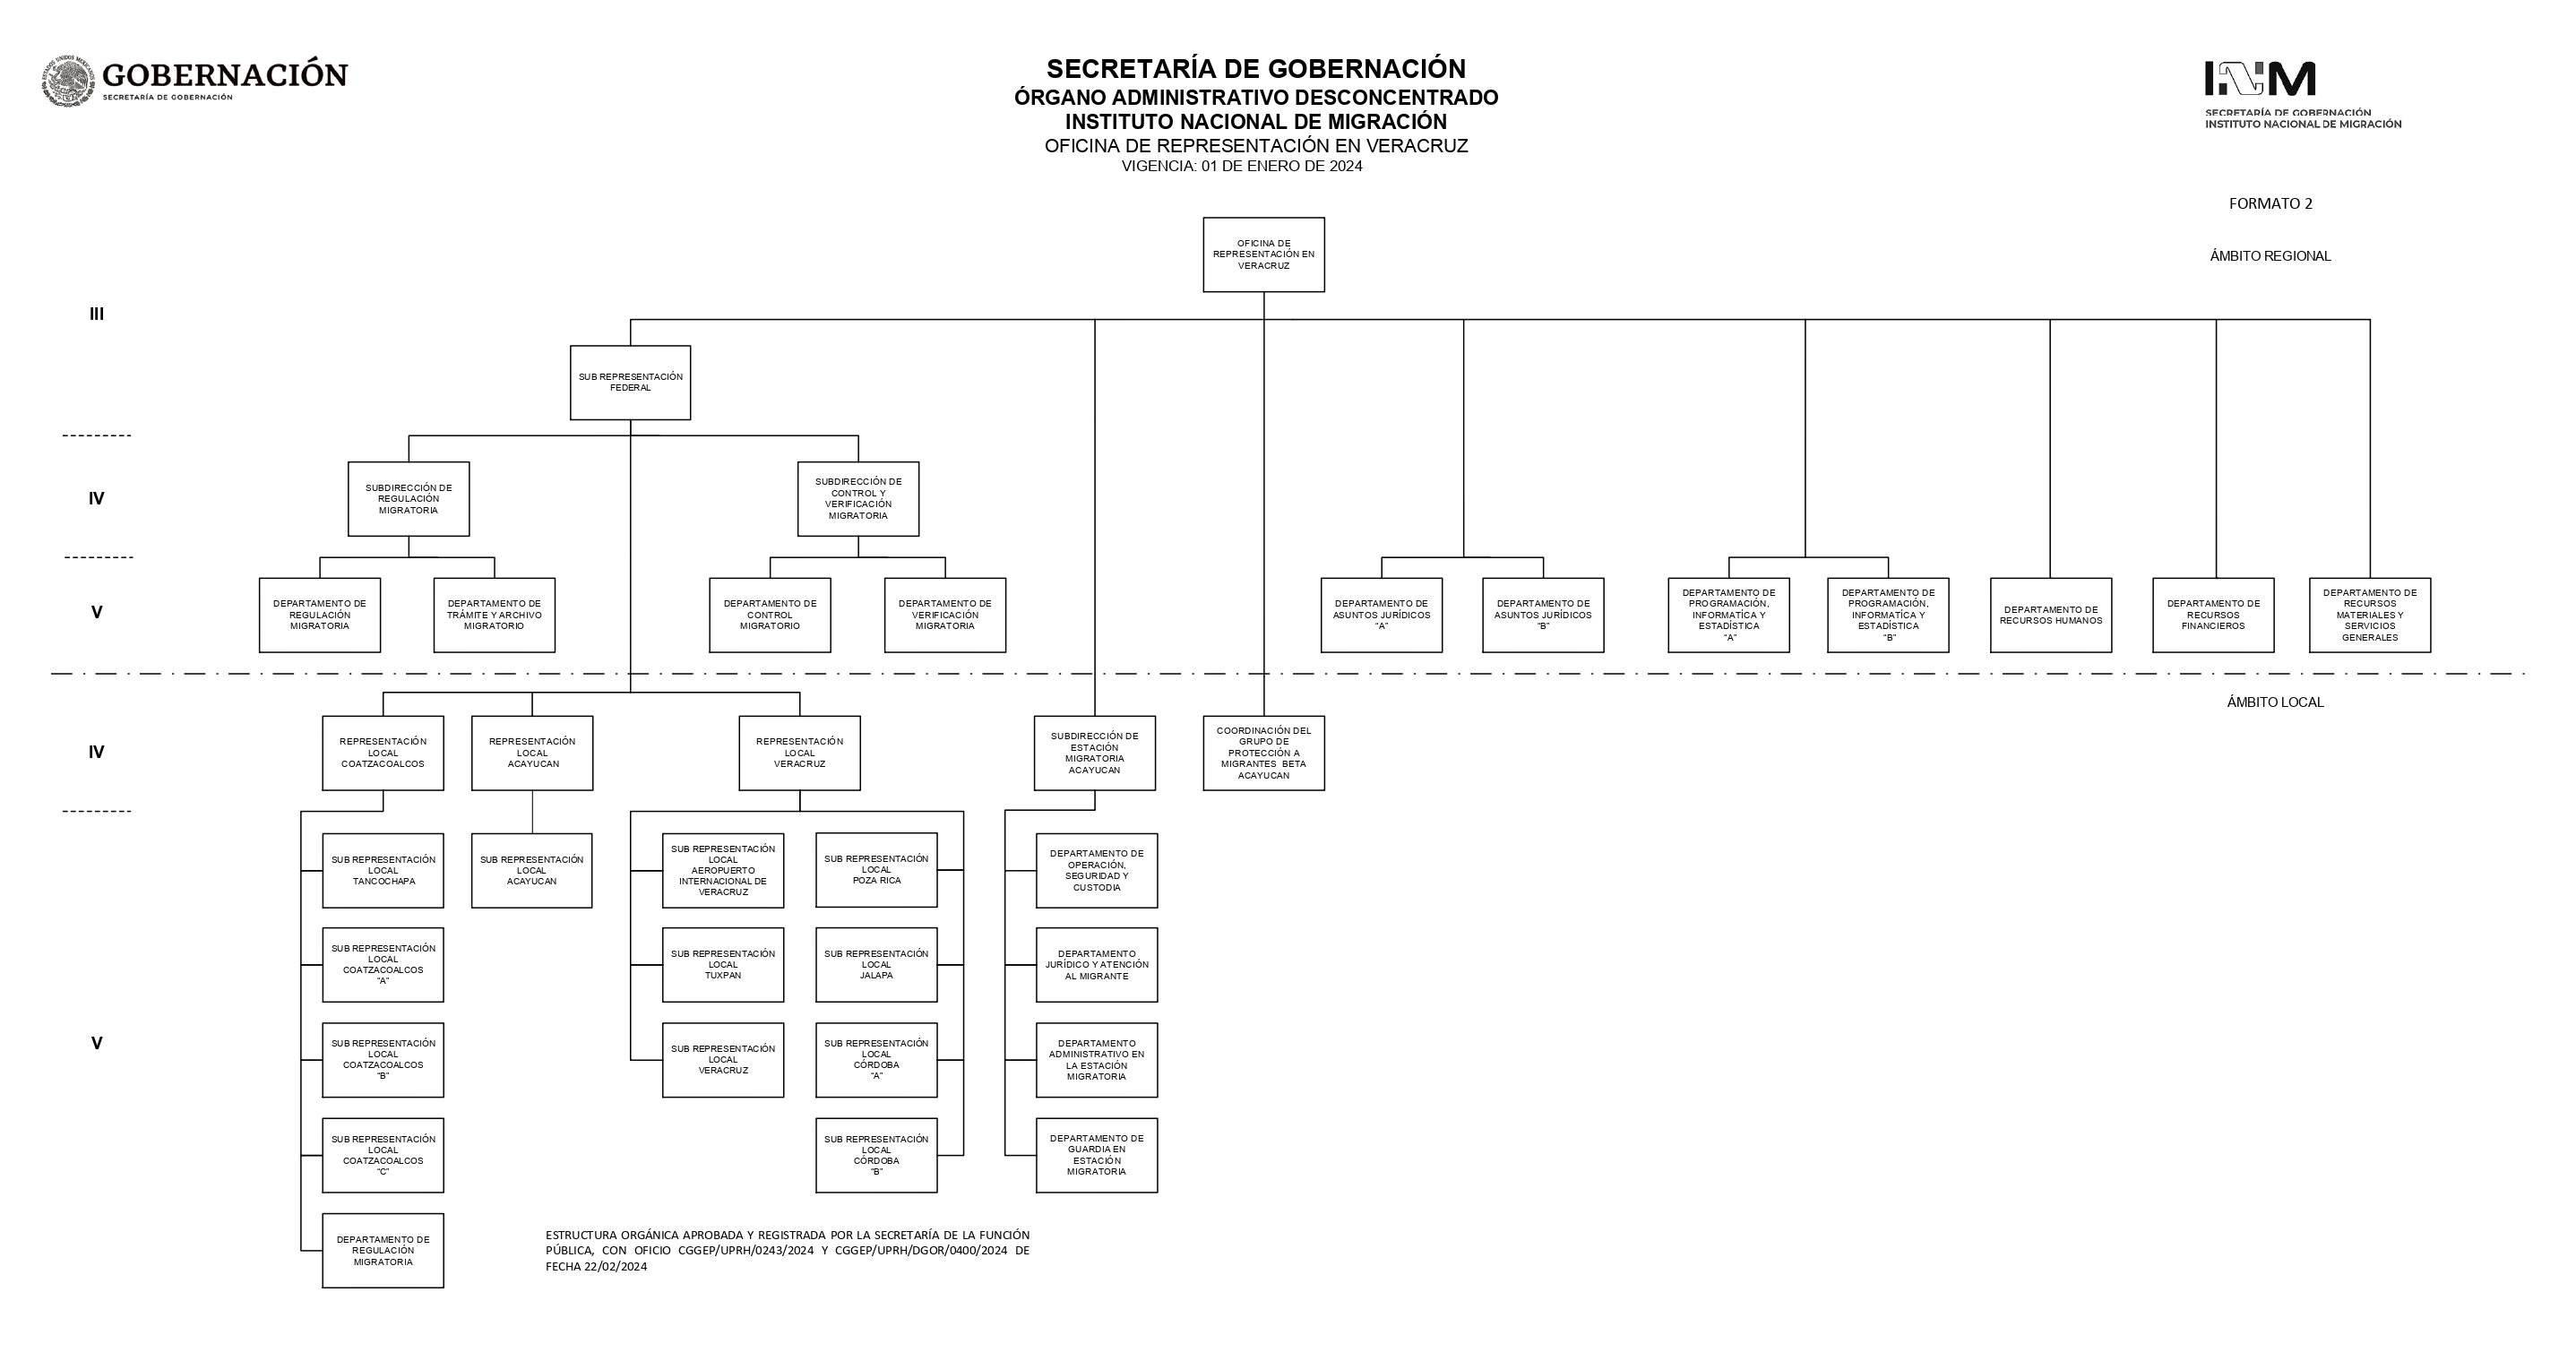 GOBERNACIÓN
SECRETARÍA DE GOBERNACIÓN
SECRETARÍA DE GOBERNACIÓN
ÓRGANO ADMINISTRATIVO DESCONCENTRADO
INSTITUTO NACIONAL DE MIGRACIÓN
OFICINA DE REPRESENTACIÓN EN VERACRUZ
VIGENCIA: 01 DE ENERO DE 2024
INM
SECRETARÍA DE GOBERNACIÓN
INSTITUTO NACIONAL DE MIGRACIÓN
FORMATO 2
ÁMBITO REGIONAL
OFICINA DE
REPRESENTACIÓN EN
VERACRUZ
III
SUB REPRESENTACIÓN
FEDERAL
IV
SUBDIRECCIÓN DE
REGULACIÓN
MIGRATORIA
SUBDIRECCIÓN DE
CONTROL Y
VERIFICACIÓN
MIGRATORIA
V
DEPARTAMENTO DE
REGULACIÓN
MIGRATORIA
DEPARTAMENTO DE
TRÁMITE Y ARCHIVO
MIGRATORIO
DEPARTAMENTO DE
CONTROL
MIGRATORIO
DEPARTAMENTO DE
VERIFICACIÓN
MIGRATORIA
DEPARTAMENTO DE
ASUNTOS JURÍDICOS
"A"
DEPARTAMENTO DE
ASUNTOS JURÍDICOS
"B"
DEPARTAMENTO DE
PROGRAMACIÓN,
INFORMATÍCA Y
ESTADÍSTICA
"A"
DEPARTAMENTO DE
PROGRAMACIÓN,
INFORMATÍCA Y
ESTADÍSTICA
"B"
DEPARTAMENTO DE
RECURSOS HUMANOS
DEPARTAMENTO DE
RECURSOS
FINANCIEROS
DEPARTAMENTO DE
RECURSOS
MATERIALES Y
SERVICIOS
GENERALES
ÁMBITO LOCAL
IV
REPRESENTACIÓN
LOCAL
COATZACOALCOS
REPRESENTACIÓN
LOCAL
ACAYUCAN
REPRESENTACIÓN
LOCAL
VERACRUZ
SUBDIRECCIÓN DE
ESTACIÓN
MIGRATORIA
ACAYUCAN
COORDINACIÓN DEL
GRUPO DE
PROTECCIÓN A
MIGRANTES BETA
ACAYUCAN
V
SUB REPRESENTACIÓN
LOCAL
TANCOCHAPA
SUB REPRESENTACIÓN
LOCAL
COATZACOALCOS
"A"
SUB REPRESENTACIÓN
LOCAL
COATZACOALCOS
"B"
SUB REPRESENTACIÓN
LOCAL
COATZACOALCOS
"C"
DEPARTAMENTO DE
REGULACIÓN
MIGRATORIA
SUB REPRESENTACIÓN
LOCAL
ACAYUCAN
SUB REPRESENTACIÓN
LOCAL
AEROPUERTO
INTERNACIONAL DE
VERACRUZ
SUB REPRESENTACIÓN
LOCAL
TUXPAN
SUB REPRESENTACIÓN
LOCAL
VERACRUZ
SUB REPRESENTACIÓN
LOCAL
POZA RICA
SUB REPRESENTACIÓN
LOCAL
JALAPA
SUB REPRESENTACIÓN
LOCAL
CÓRDOBA
"A"
SUB REPRESENTACIÓN
LOCAL
CÓRDOBA
"B"
DEPARTAMENTO DE
OPERACIÓN,
SEGURIDAD Y
CUSTODIA
DEPARTAMENTO
JURÍDICO Y ATENCIÓN
AL MIGRANTE
DEPARTAMENTO
ADMINISTRATIVO EN
LA ESTACIÓN
MIGRATORIA
DEPARTAMENTO DE
GUARDIA EN
ESTACIÓN
MIGRATORIA
ESTRUCTURA ORGÁNICA APROBADA Y REGISTRADA POR LA SECRETARÍA DE LA FUNCIÓN
PÚBLICA, CON OFICIO CGGEP/UPRH/0243/2024 Y CGGEP/UPRH/DGOR/0400/2024 DE
FECHA 22/02/2024